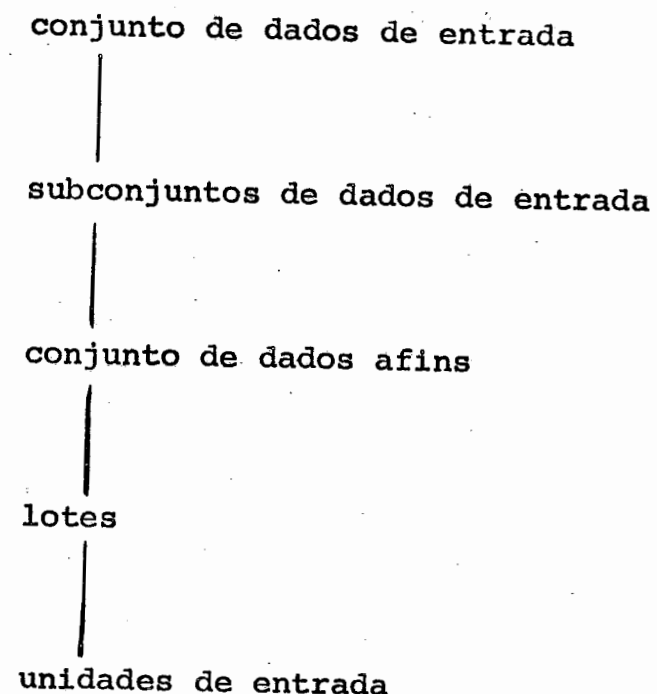 conjunto de dados de entrada
subconjuntos de dados de entrada
conjunto de dados afins
lotes
unidades de entrada